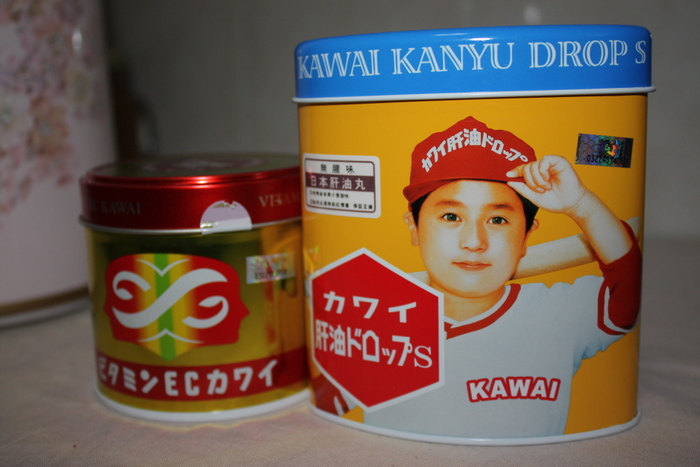 KAWAI KANYU DROP S
カワイ肝油ドロップ
無腥味
日本肝油丸
カワイ
肝油ドロップS
KAWAI
KAWAI
ビタミンECカワイ